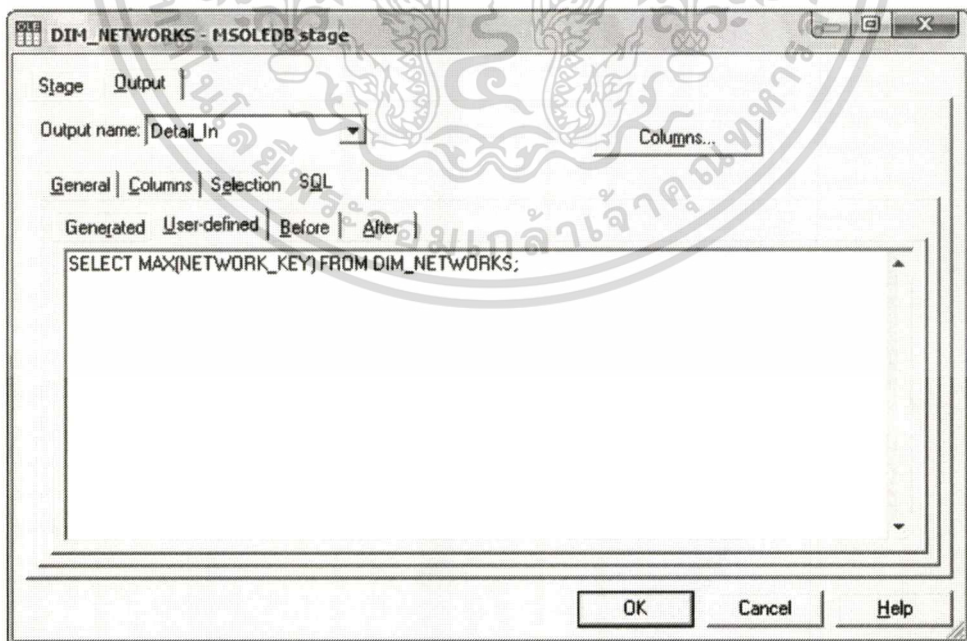 DIM_NETWORKS - MSOLEDB stage
Stage Output
Output name: Detail_In
Columns...
General Columns Selection SQL
Generated User-defined Before After
SELECT MAX(NETWORK_KEY) FROM DIM_NETWORKS;
OK Cancel Help